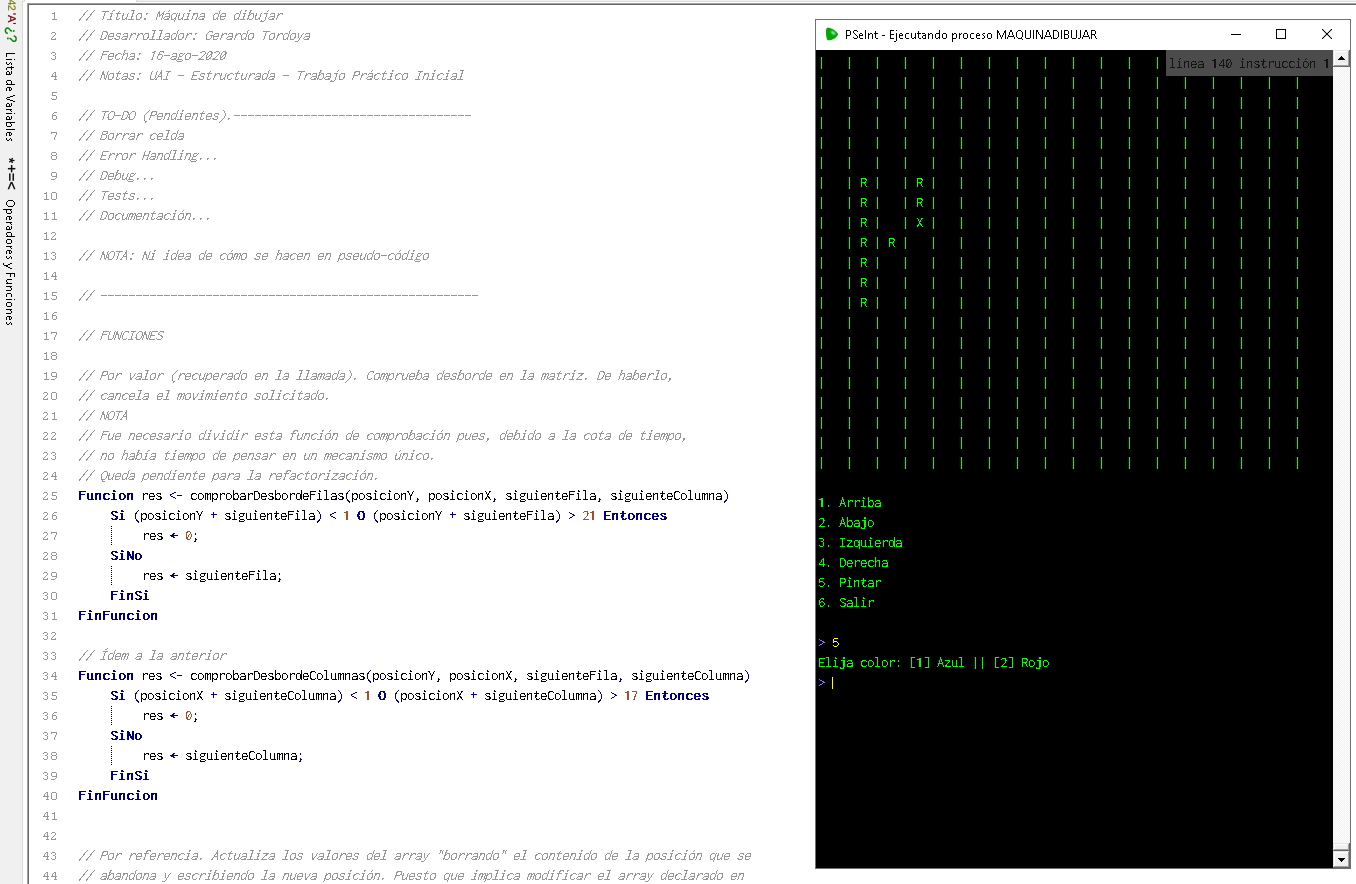 42
'A'
¿?
Lista de Variables
*+=<
Operadores y Funciones
1 // Título: Máquina de dibujar
2 // Desarrollador: Gerardo Tordoya
3 // Fecha: 16-ago-2020
4 // Notas: UAI - Estructurada - Trabajo Práctico Inicial
5
6 // TO-DO (Pendientes).----------------------------------
7 // Borrar celda
8 // Error Handling...
9 // Debug...
10 // Tests...
11 // Documentación...
12
13 // NOTA: Ni idea de cómo se hacen en pseudo-código
14
15 // ------------------------------------------------------
16
17 // FUNCIONES
18
19 // Por valor (recuperado en la llamada). Comprueba desborde en la matriz. De haberlo,
20 // cancela el movimiento solicitado.
21 // NOTA
22 // Fue necesario dividir esta función de comprobación pues, debido a la cota de tiempo,
23 // no había tiempo de pensar en un mecanismo único.
24 // Queda pendiente para la refactorización.
25 Funcion res <- comprobarDesbordeFilas(posicionY, posicionX, siguienteFila, siguienteColumna)
26 Si (posicionY + siguienteFila) < 1 O (posicionY + siguienteFila) > 21 Entonces
27 res ← 0;
28 SiNo
29 res ← siguienteFila;
30 FinSi
31 FinFuncion
32
33 // Ídem a la anterior
34 Funcion res <- comprobarDesbordeColumnas(posicionY, posicionX, siguienteFila, siguienteColumna)
35 Si (posicionX + siguienteColumna) < 1 O (posicionX + siguienteColumna) > 17 Entonces
36 res ← 0;
37 SiNo
38 res ← siguienteColumna;
39 FinSi
40 FinFuncion
41
42
43 // Por referencia. Actualiza los valores del array "borrando" el contenido de la posición que se
44 // abandona y escribiendo la nueva posición. Puesto que implica modificar el array declarado en
PSeInt - Ejecutando proceso MAQUINADIBUJAR
línea 140 instrucción 1
R R
R R
R X
R R
R
R
R
1. Arriba
2. Abajo
3. Izquierda
4. Derecha
5. Pintar
6. Salir
> 5
Elija color: [1] Azul || [2] Rojo
>